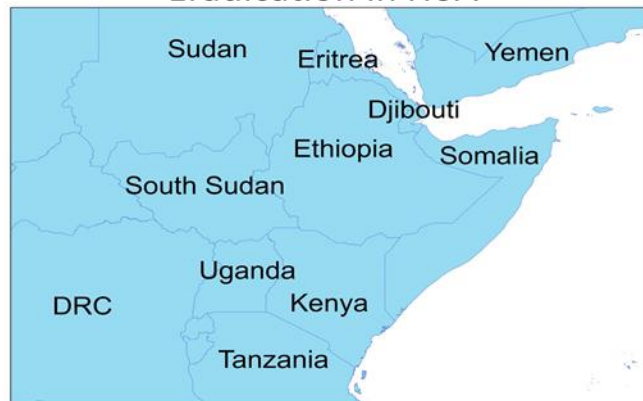 Sudan
Eritrea
Yemen
Djibouti
Ethiopia
Somalia
South Sudan
Uganda
DRC
Kenya
Tanzania